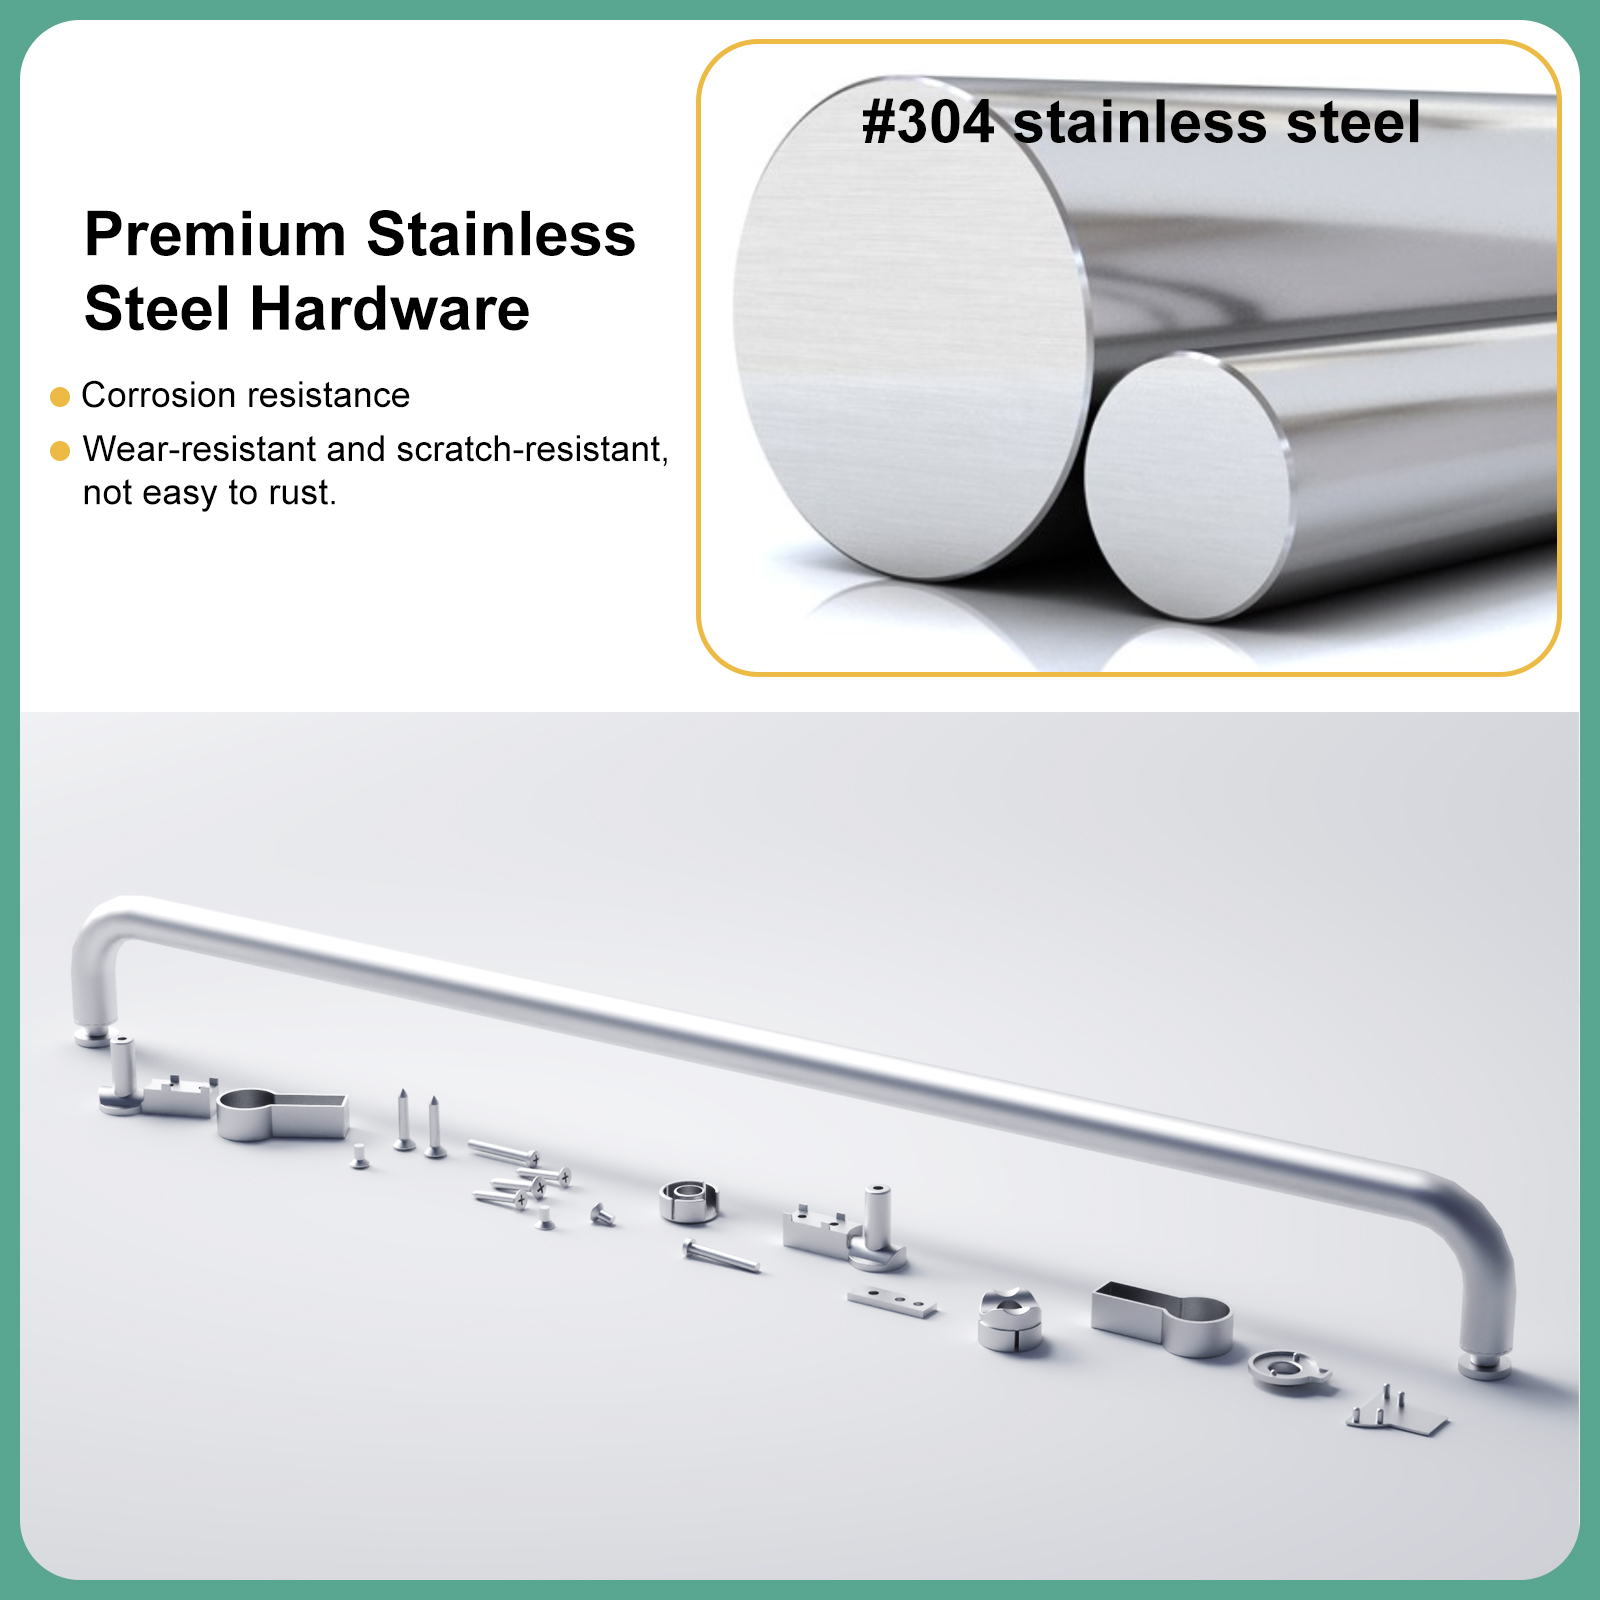 #304 stainless steel
Premium Stainless
Steel Hardware
Corrosion resistance
Wear-resistant and scratch-resistant,
not easy to rust.